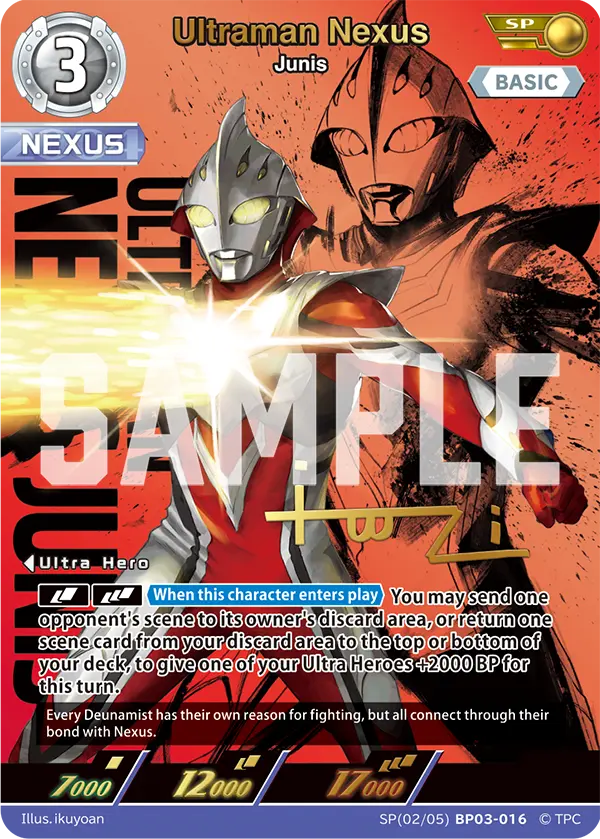 3
Ultraman Nexus
Junis
SP
BASIC
NEXUS
ULT
NE
JUNIS
SAMPLE
Ultra Hero
When this character enters play You may send one
opponent's scene to its owner's discard area, or return one
scene card from your discard area to the top or bottom of
your deck, to give one of your Ultra Heroes +2000 BP for
this turn.
Every Deunamist has their own reason for fighting, but all connect through their
bond with Nexus.
7000
12000
17000
Illus.ikuyoan
SP(02/05) BP03-016 © TPC